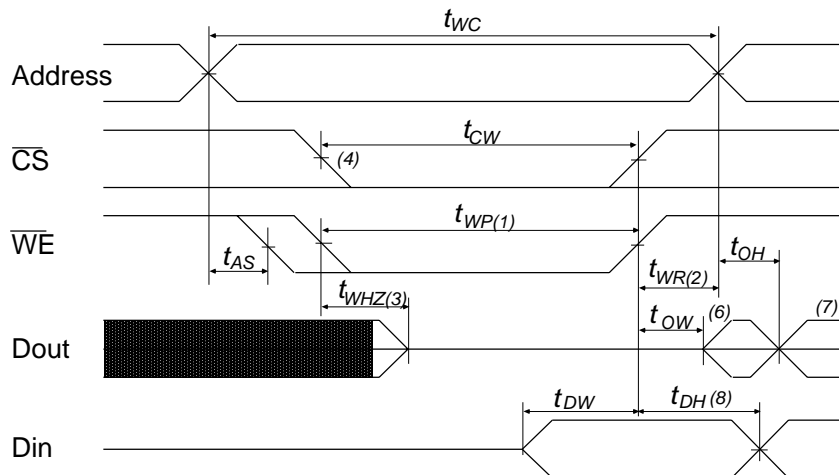 tWC
Address
tCW
CS
(4)
tWP(1)
WE
tAS
tOH
tWR(2)
tWHZ(3)
tOW
(6)
(7)
Dout
tDW
tDH(8)
Din